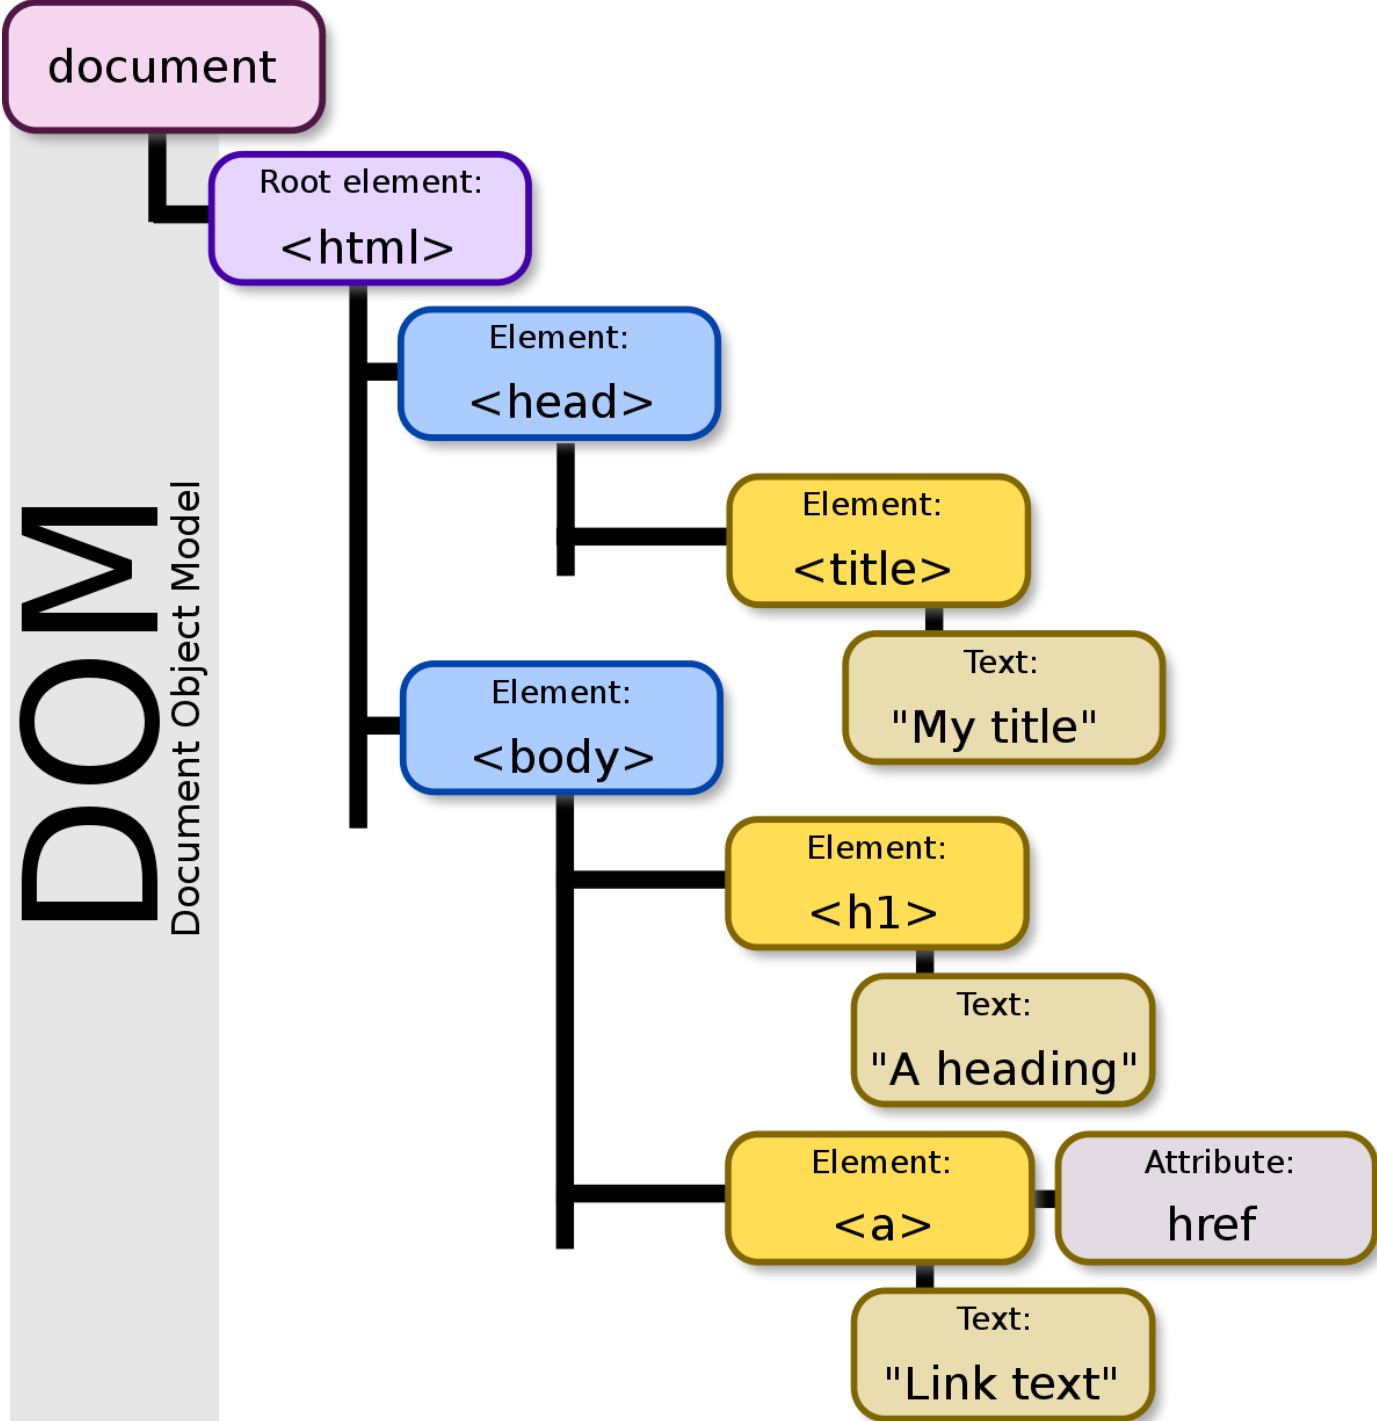 document
Root element:
<html>
Element:
<head>
Element:
<title>
Text:
"My title"
Element:
<body>
Element:
<h1>
Text:
"A heading"
Element:
<a>
Attribute:
href
Text:
"Link text"
DOM
Document Object Model